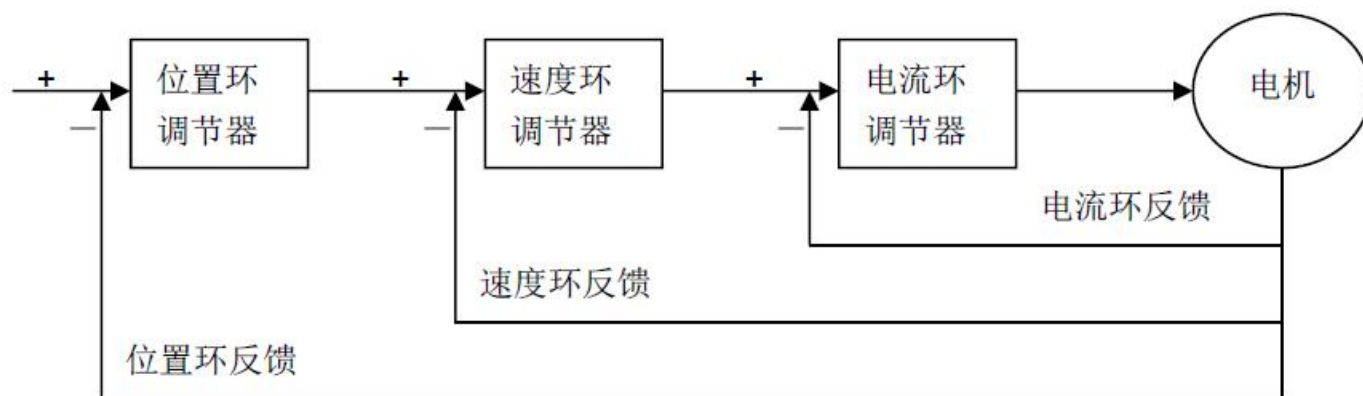 +
位置环
调节器
—
+
速度环
调节器
—
+
电流环
调节器
—
电机
电流环反馈
速度环反馈
位置环反馈